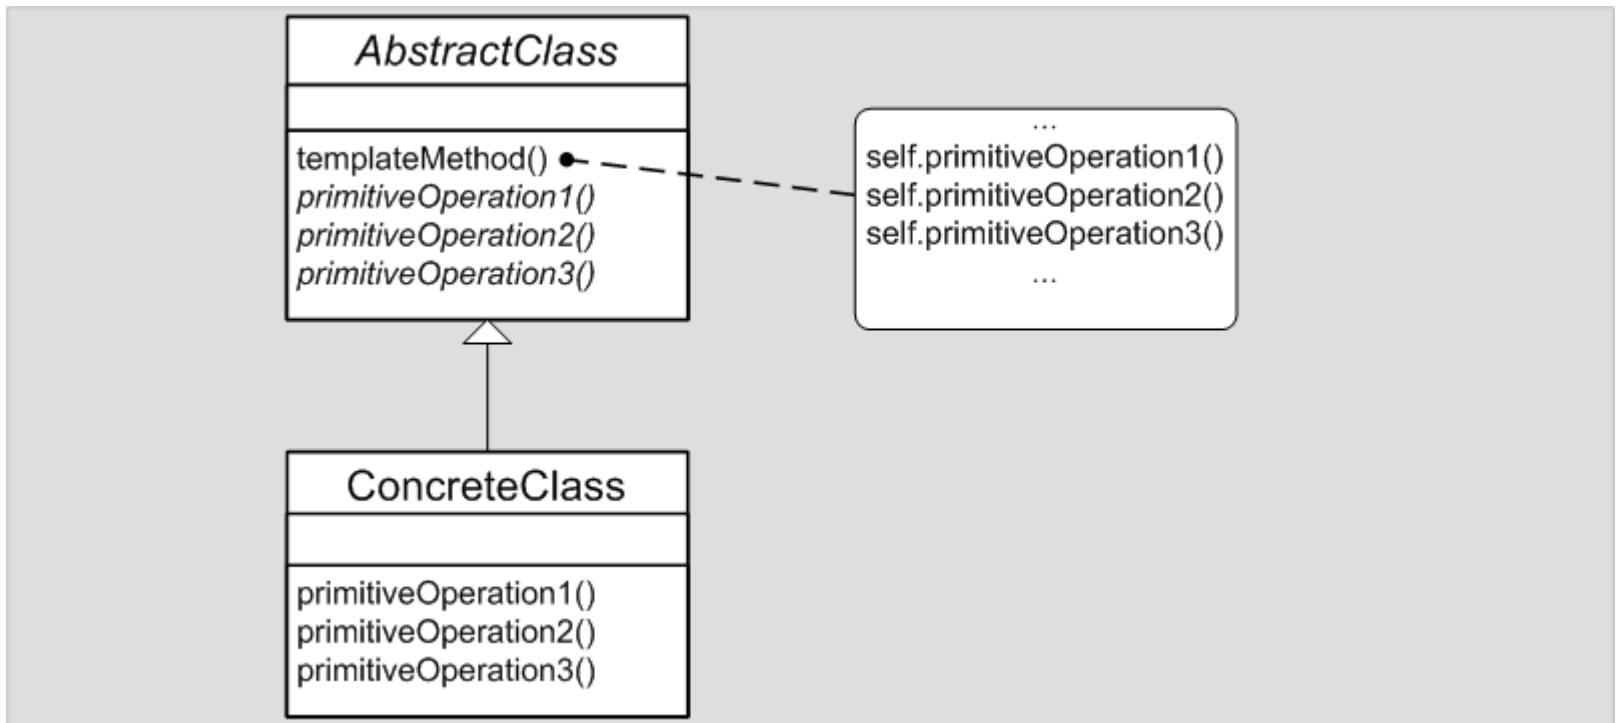 AbstractClass
templateMethod()
primitiveOperation1()
primitiveOperation2()
primitiveOperation3()
...
self.primitiveOperation1()
self.primitiveOperation2()
self.primitiveOperation3()
...
ConcreteClass
primitiveOperation1()
primitiveOperation2()
primitiveOperation3()